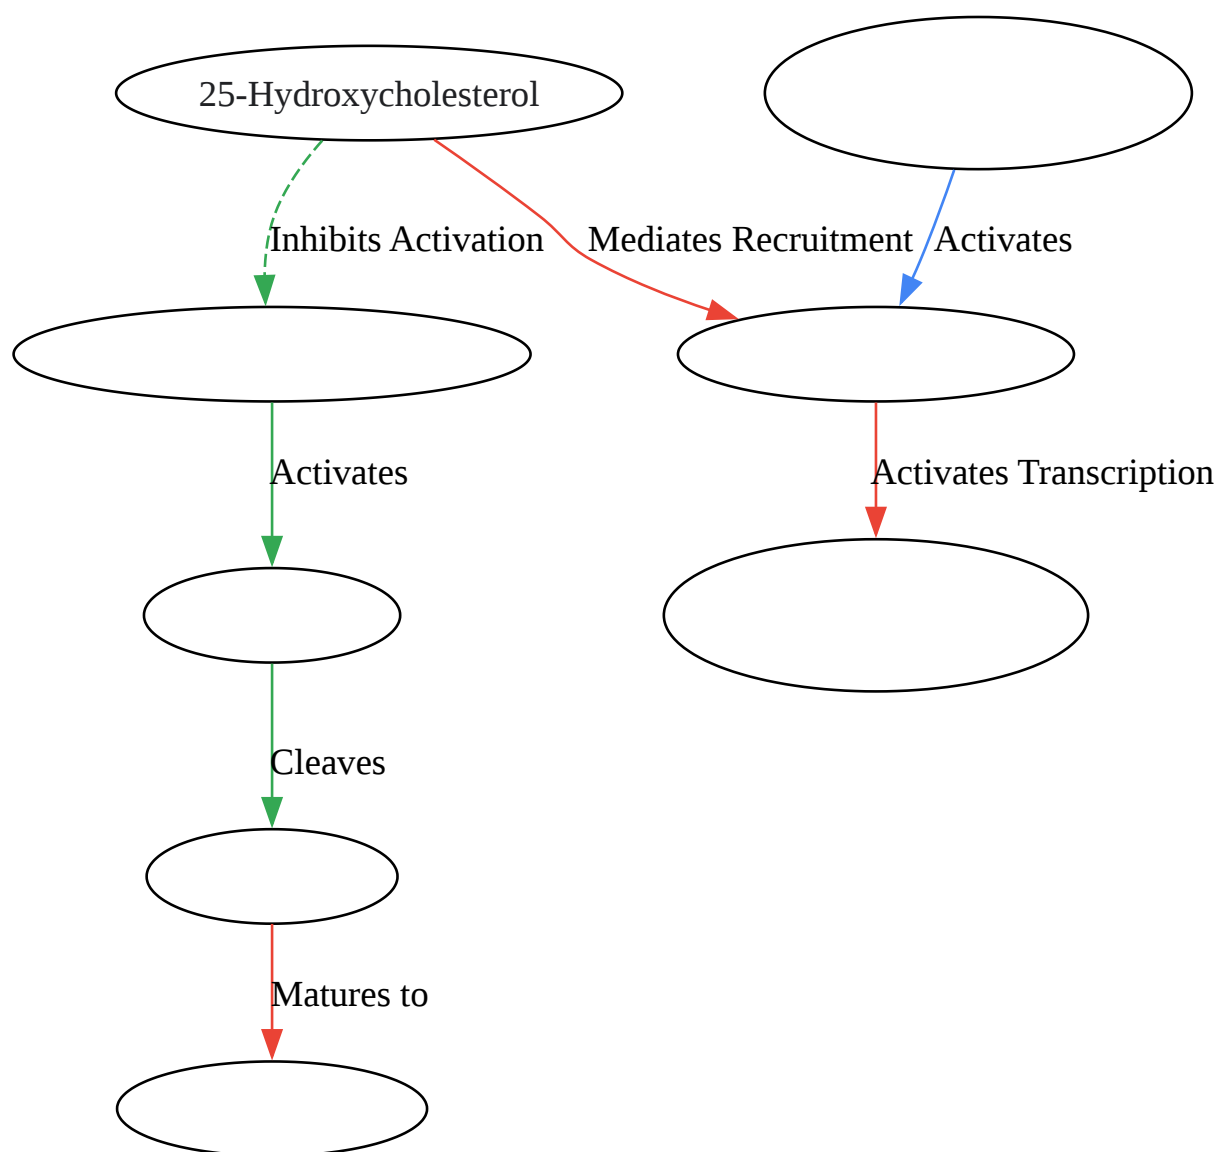 25-Hydroxycholesterol
Inhibits Activation
Mediates Recruitment
Activates
Activates
Activates Transcription
Cleaves
Matures to